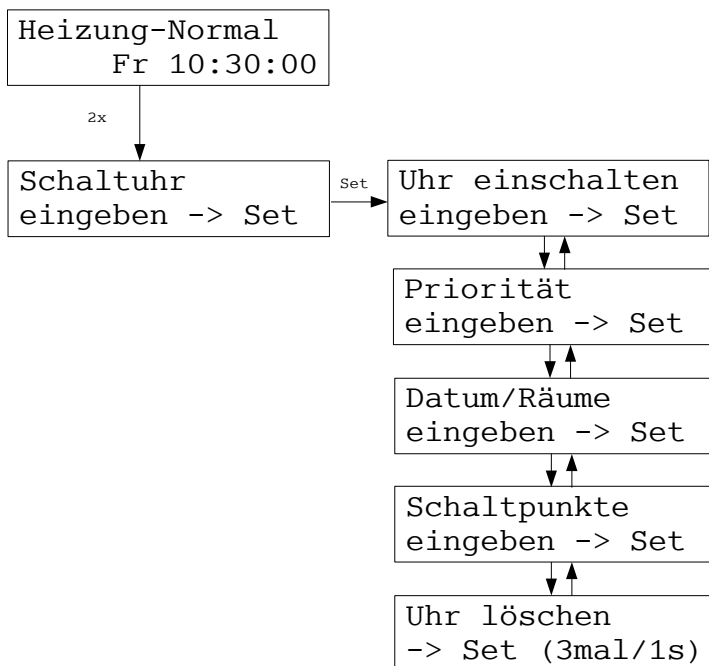 Heizung-Normal
Fr 10:30:00
2x
Schaltuhr
eingeben -> Set
Set
Uhr einschalten
eingeben -> Set
Priorität
eingeben -> Set
Datum/Räume
eingeben -> Set
Schaltpunkte
eingeben -> Set
Uhr löschen
-> Set (3mal/1s)